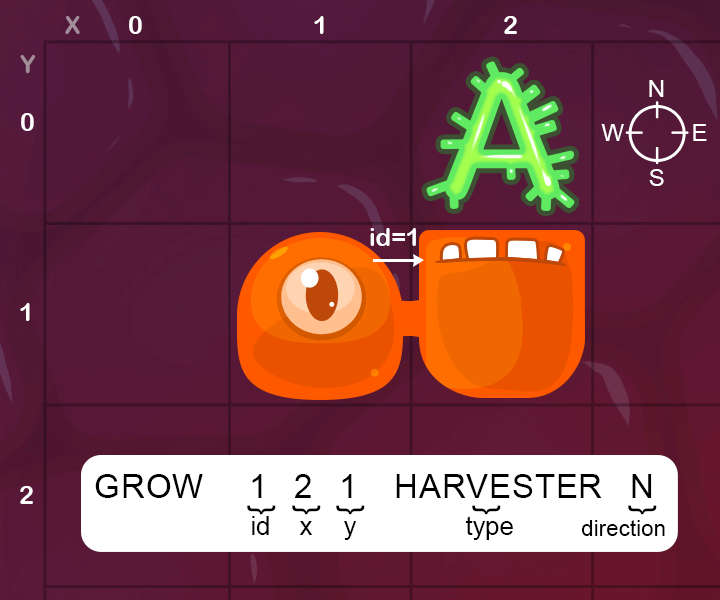 X 0 1 2
Y
0
A
N
W E
S
id=1
1
GROW 1 2 1 HARVESTER N
id x y type direction
2